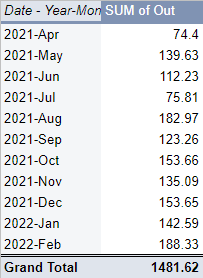 Date - Year-Mon SUM of Out
2021-Apr 74.4
2021-May 139.63
2021-Jun 112.23
2021-Jul 75.81
2021-Aug 182.97
2021-Sep 123.26
2021-Oct 153.66
2021-Nov 135.09
2021-Dec 153.65
2022-Jan 142.59
2022-Feb 188.33
Grand Total 1481.62